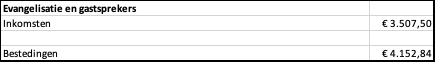 Evangelisatie en gastsprekers
Inkomsten € 3.507,50
Bestedingen € 4.152,84